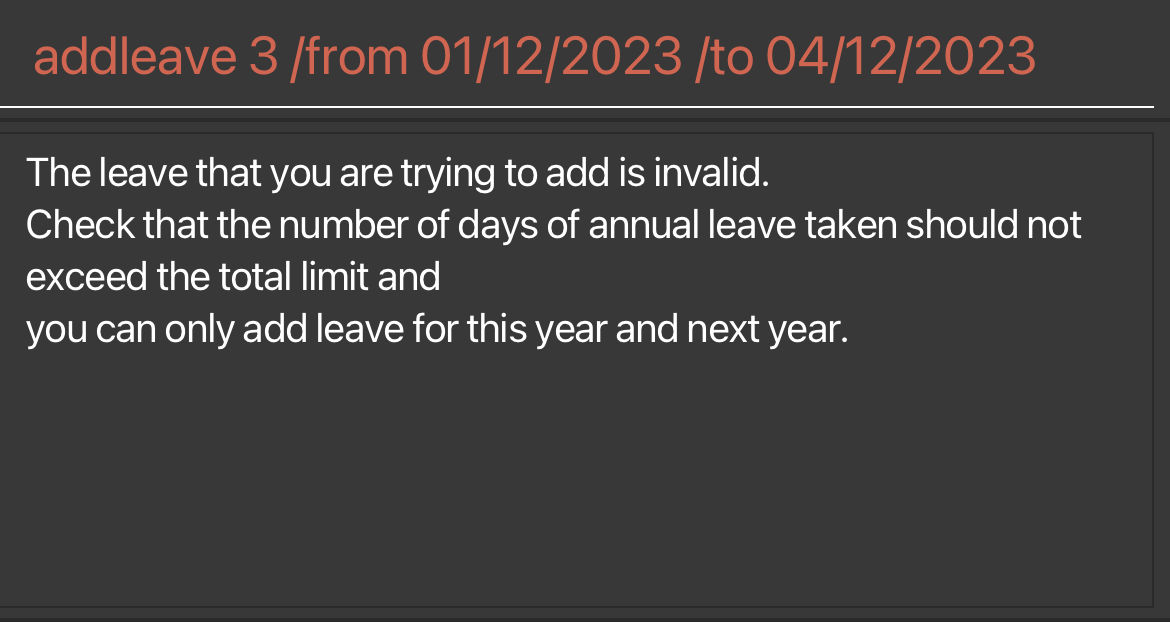 addleave 3 /from 01/12/2023 /to 04/12/2023
The leave that you are trying to add is invalid.
Check that the number of days of annual leave taken should not
exceed the total limit and
you can only add leave for this year and next year.